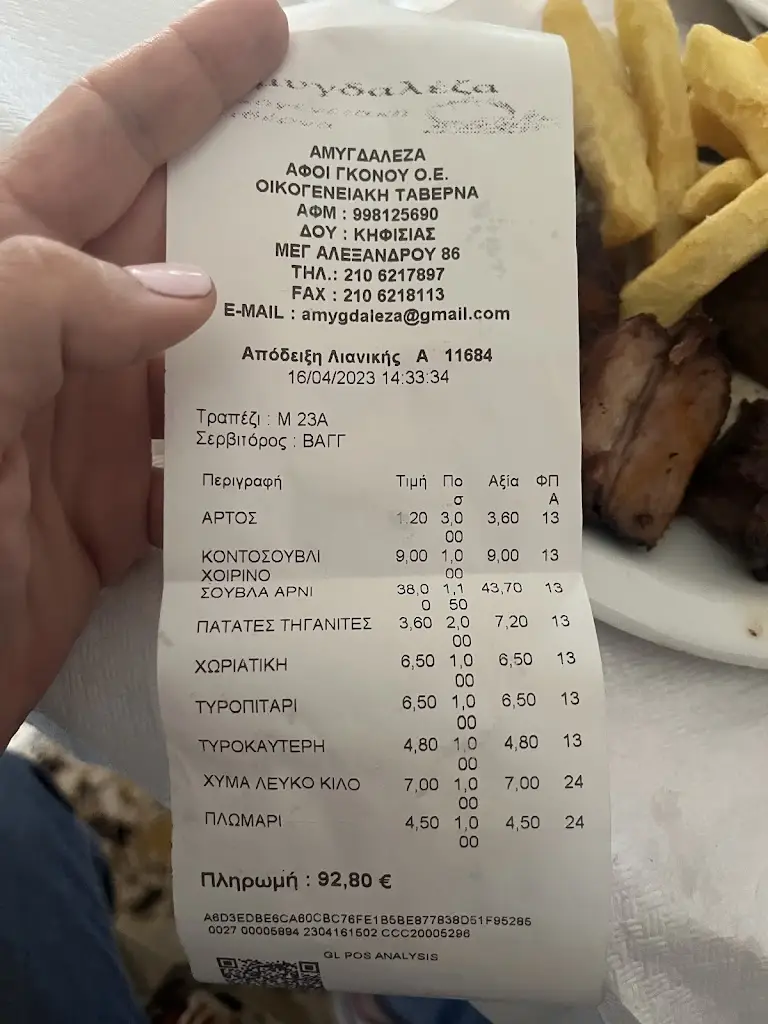 ΑΜΥΓΔΑΛΕΖΑ
ΑΦΟΙ ΓΚΟΝΟΥ Ο.Ε.
ΟΙΚΟΓΕΝΕΙΑΚΗ ΤΑΒΕΡΝΑ
ΑΦΜ : 998125690
ΔΟΥ : ΚΗΦΙΣΙΑΣ
ΜΕΓ ΑΛΕΞΑΝΔΡΟΥ 86
ΤΗΛ.: 210 6217897
FAX : 210 6218113
E-MAIL : amygdaleza@gmail.com
Απόδειξη Λιανικής Α 11684
16/04/2023 14:33:34
Τραπέζι : Μ 23Α
Σερβιτόρος : ΒΑΓΓ
Περιγραφή Τιμή Πο Αξία ΦΠ
σ Α
ΑΡΤΟΣ 1.20 3,0 3,60 13
00
ΚΟΝΤΟΣΟΥΒΛΙ 9,00 1,0 9,00 13
ΧΟΙΡΙΝΟ 00
ΣΟΥΒΛΑ ΑΡΝΙ 38,0 1,1 43,70 13
0 50
ΠΑΤΑΤΕΣ ΤΗΓΑΝΙΤΕΣ 3,60 2,0 7,20 13
00
ΧΩΡΙΑΤΙΚΗ 6,50 1,0 6,50 13
00
ΤΥΡΟΠΙΤΑΡΙ 6,50 1,0 6,50 13
00
ΤΥΡΟΚΑΥΤΕΡΗ 4,80 1,0 4,80 13
00
ΧΥΜΑ ΛΕΥΚΟ ΚΙΛΟ 7,00 1,0 7,00 24
00
ΠΛΩΜΑΡΙ 4,50 1,0 4,50 24
00
Πληρωμή : 92,80 €
A6D3EDBE6CA60CBC76FE1B5BE877838D51F95285
0027 00005894 2304161502 CCC20005296
GL POS ANALYSIS